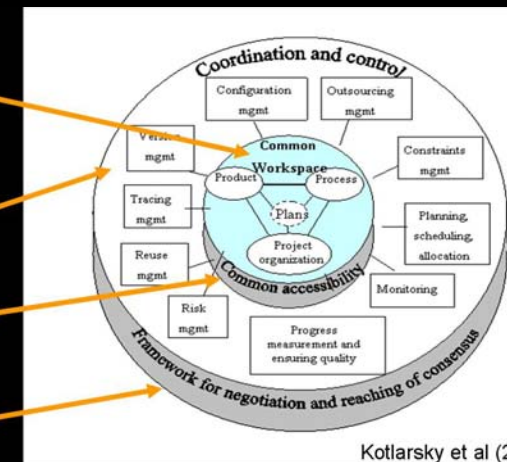 Coordination and control
Configuration
mgmt
Outsourcing
mgmt
Version
mgmt
Common
Workspace
Constraints
mgmt
Product
Process
Tracing
mgmt
Plans
Planning,
scheduling,
allocation
Project
organization
Reuse
mgmt
Common accessibility
Monitoring
Risk
mgmt
Progress
measurement and
ensuring quality
Framework for negotiation and reaching of consensus
Kotlarsky et al (2